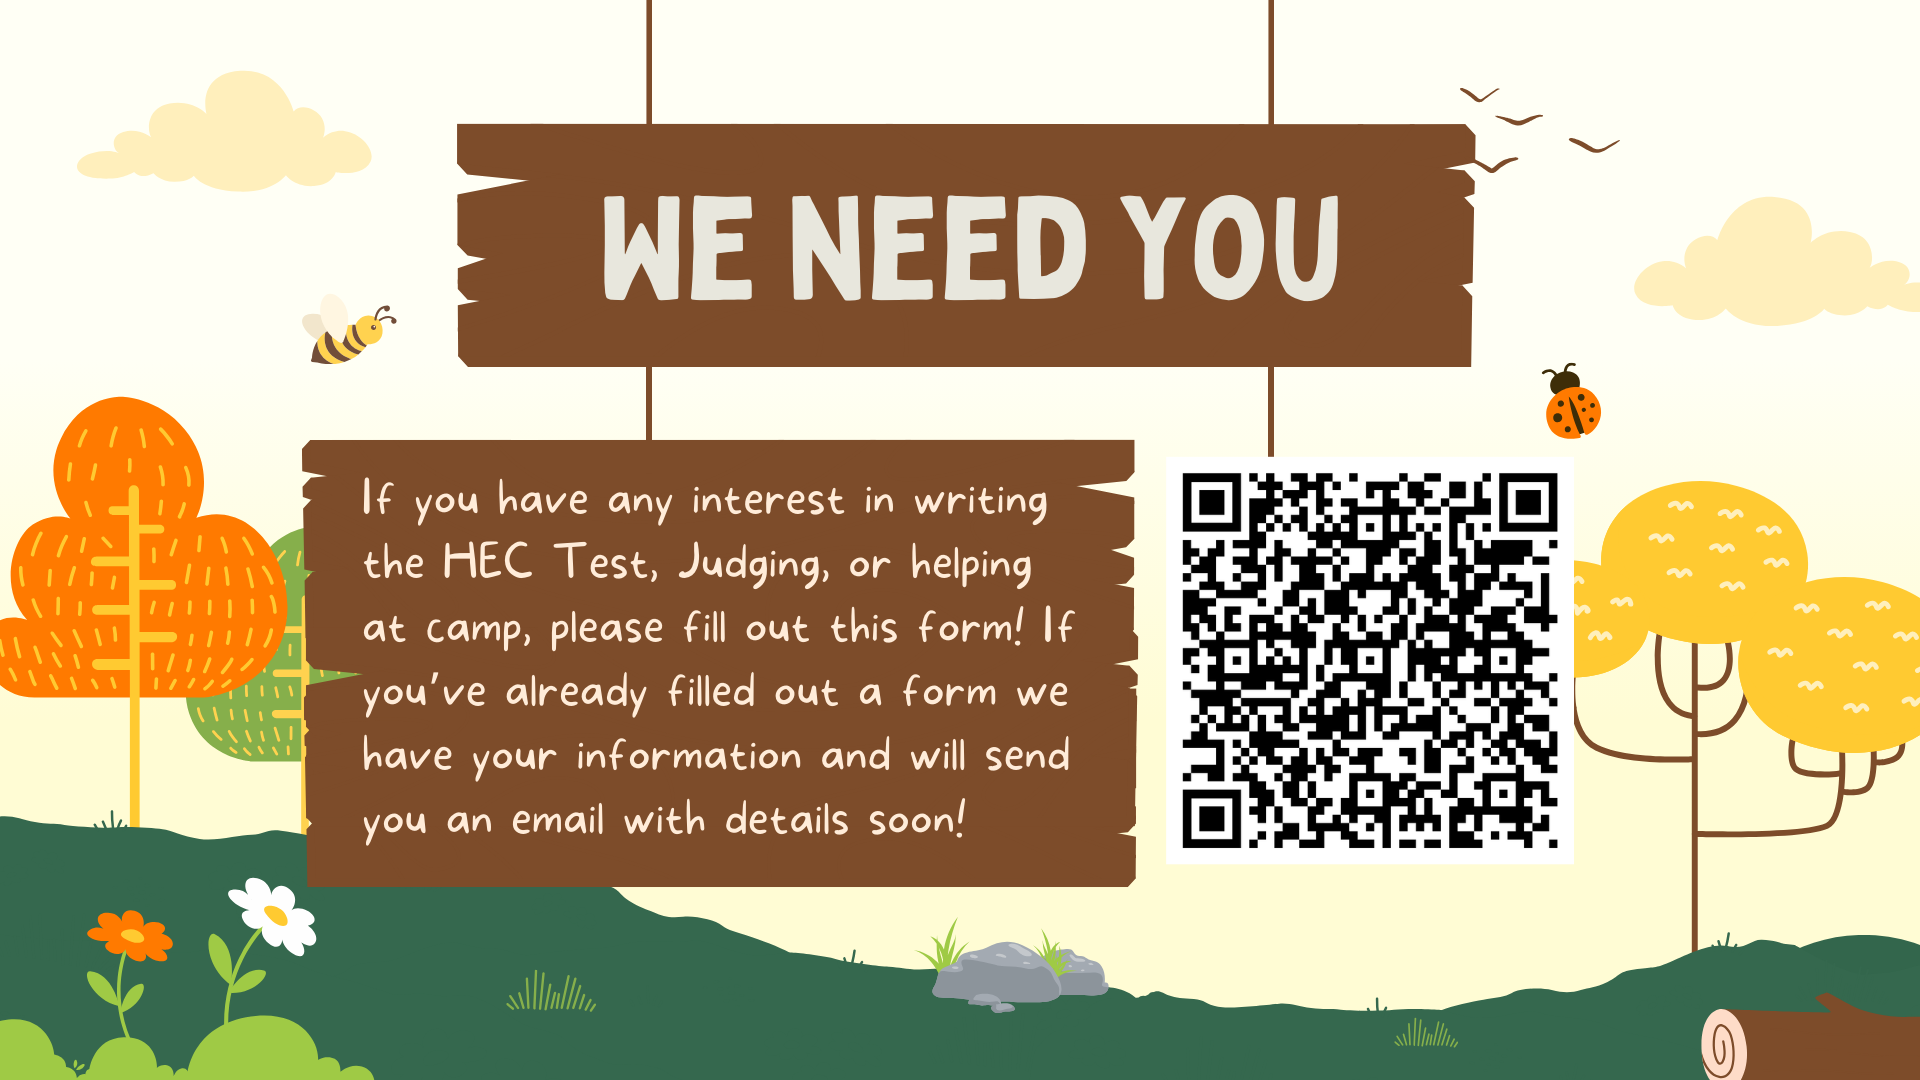 WE NEED YOU
If you have any interest in writing
the HEC Test, Judging, or helping
at camp, please fill out this form! If
you've already filled out a form we
have your information and will send
you an email with details soon!